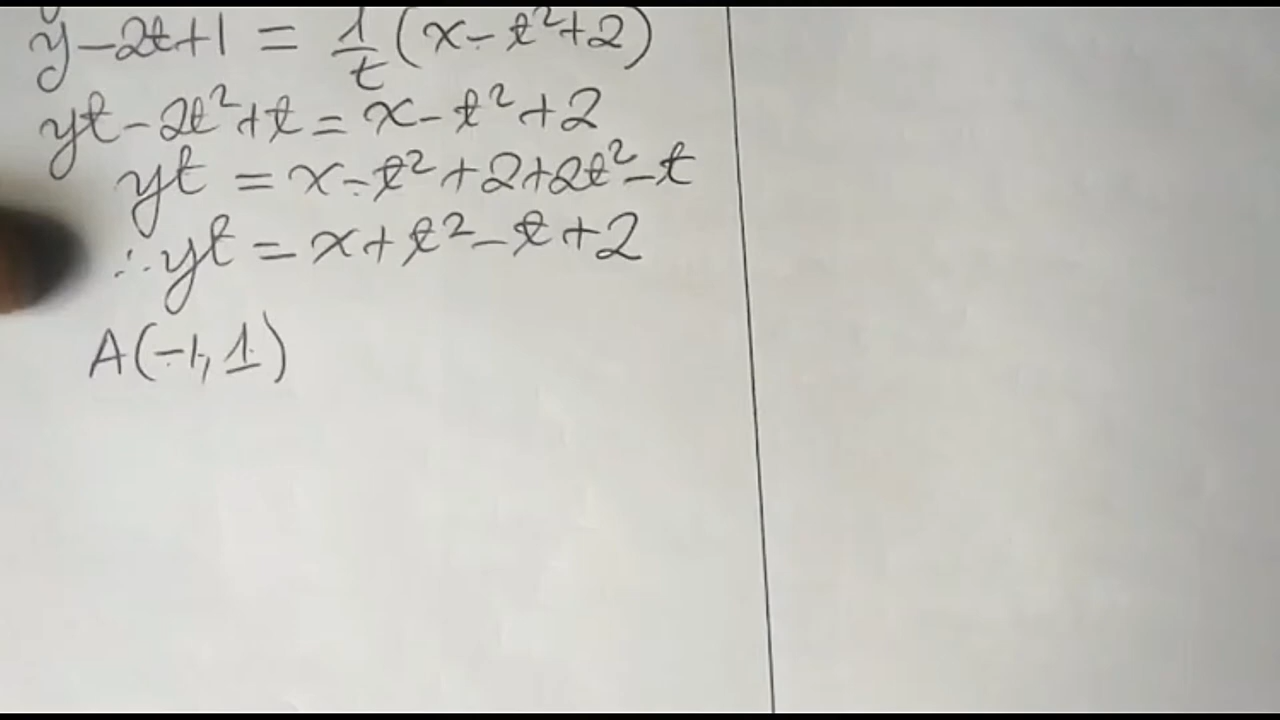 y-2t+1 = 1/t (x-t²+2)
yt-2t²+t = x-t²+2
yt = x-t²+2+2t²-t
∴yt = x+t²-t+2
A(-1, 1)